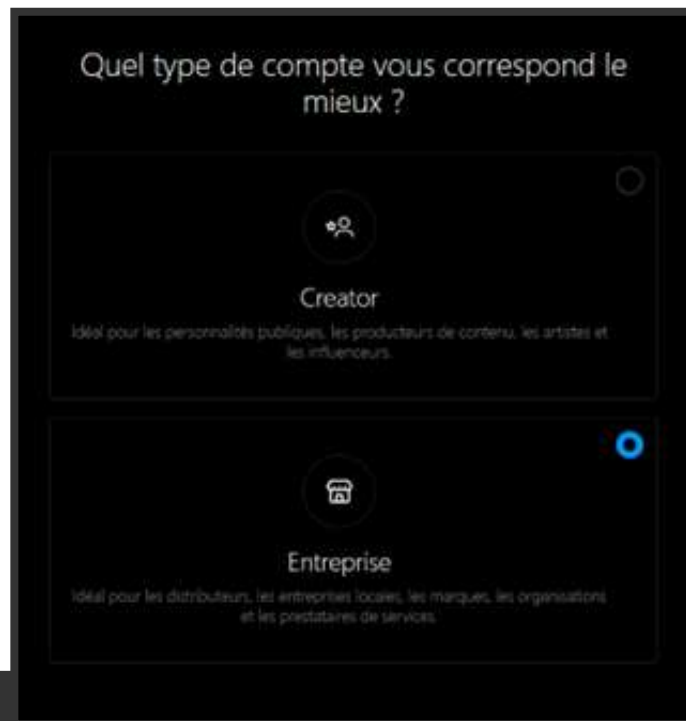 Quel type de compte vous correspond le
mieux ?
Creator
Idéal pour les personnalités publiques, les producteurs de contenu, les artistes et
les influenceurs.
Entreprise
Idéal pour les distributeurs, les entreprises locales, les marques, les organisations
et les prestataires de services.